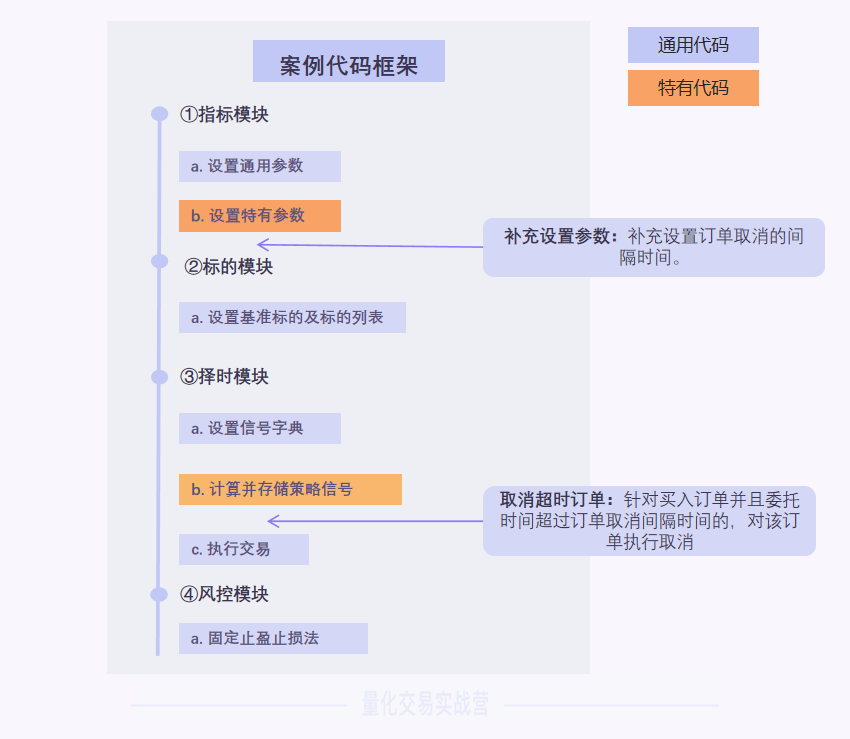 案例代码框架
通用代码
特有代码
①指标模块
a. 设置通用参数
b. 设置特有参数
补充设置参数：补充设置订单取消的间
隔时间。
②标的模块
a. 设置基准标的及标的列表
③择时模块
a. 设置信号字典
b. 计算并存储策略信号
取消超时订单：针对买入订单并且委托
时间超过订单取消间隔时间的，对该订
单执行取消
c. 执行交易
④风控模块
a. 固定止盈止损法
量化交易实战营